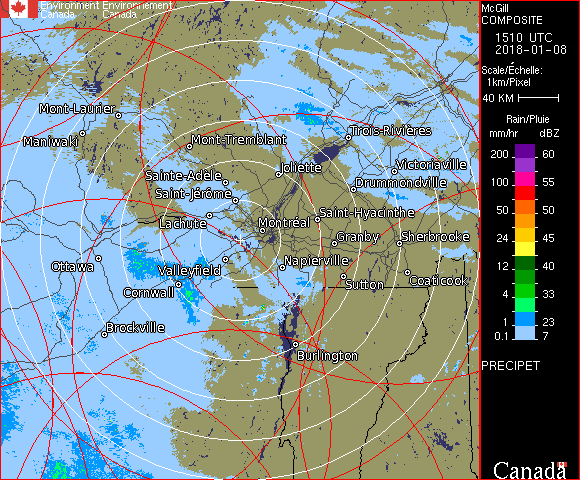 Environment Environnement
Canada Canada
McGill
COMPOSITE
1510 UTC
2018-01-08
Scale/Échelle:
1km/Pixel
40 KM
Rain/Pluie
mm/hr dBZ
200 60
100 55
50 50
24 45
12 40
4 33
1 23
0.1 7
PRECIPET
Canada
Mont-Laurier
Maniwaki
Mont-Tremblant
Trois-Rivières
Joliette
Victoriaville
Sainte-Adèle
Drummondville
Saint-Jérôme
Lachute
Saint-Hyacinthe
Montréal
Granby
Sherbrooke
Ottawa
Valleyfield
Napierville
Sutton
Coaticook
Cornwall
Brockville
Burlington